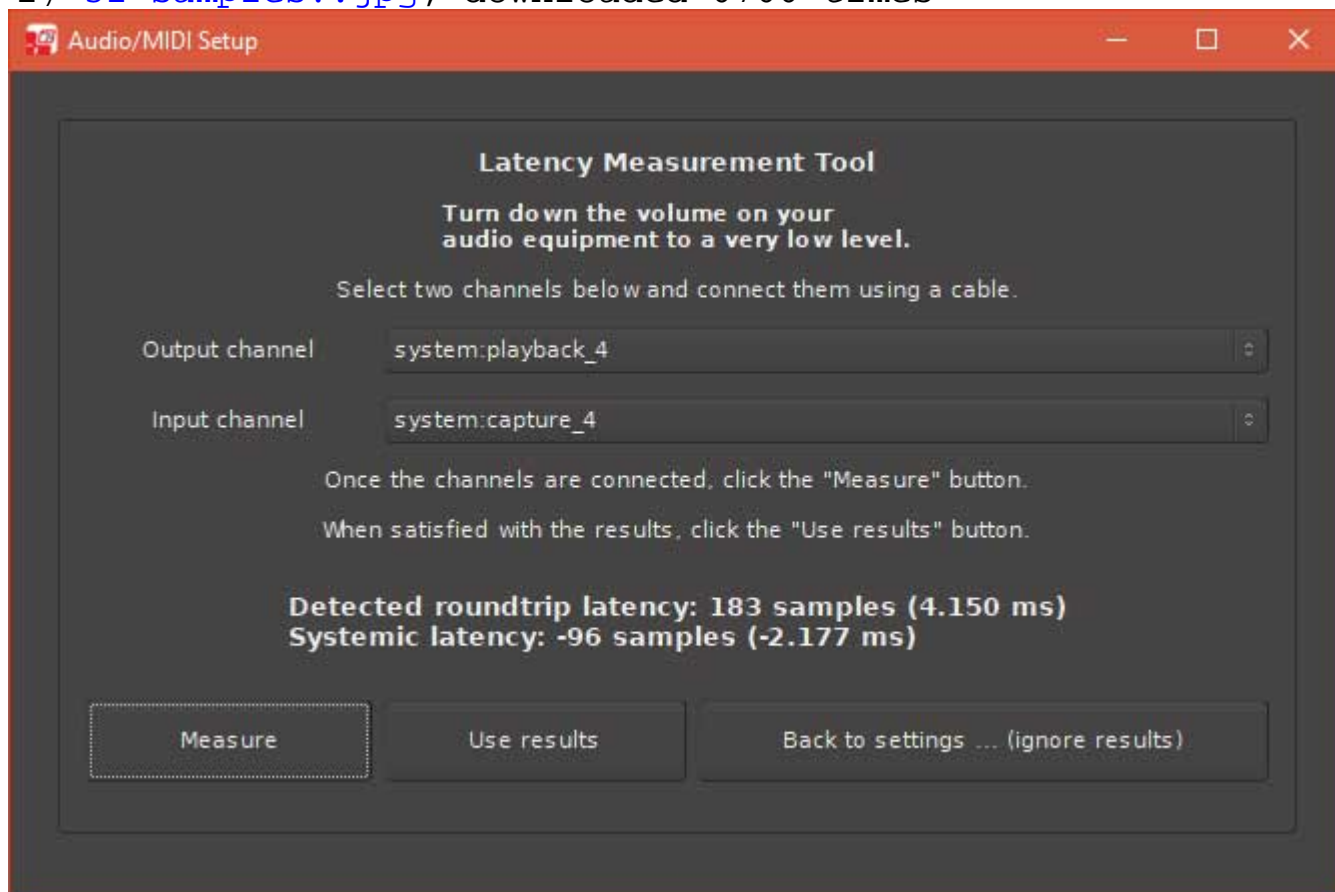 Audio/MIDI Setup
Latency Measurement Tool
Turn down the volume on your
audio equipment to a very low level.
Select two channels below and connect them using a cable.
Output channel system:playback_4
Input channel system:capture_4
Once the channels are connected, click the "Measure" button.
When satisfied with the results, click the "Use results" button.
Detected roundtrip latency: 183 samples (4.150 ms)
Systemic latency: -96 samples (-2.177 ms)
Measure Use results Back to settings ... (ignore results)